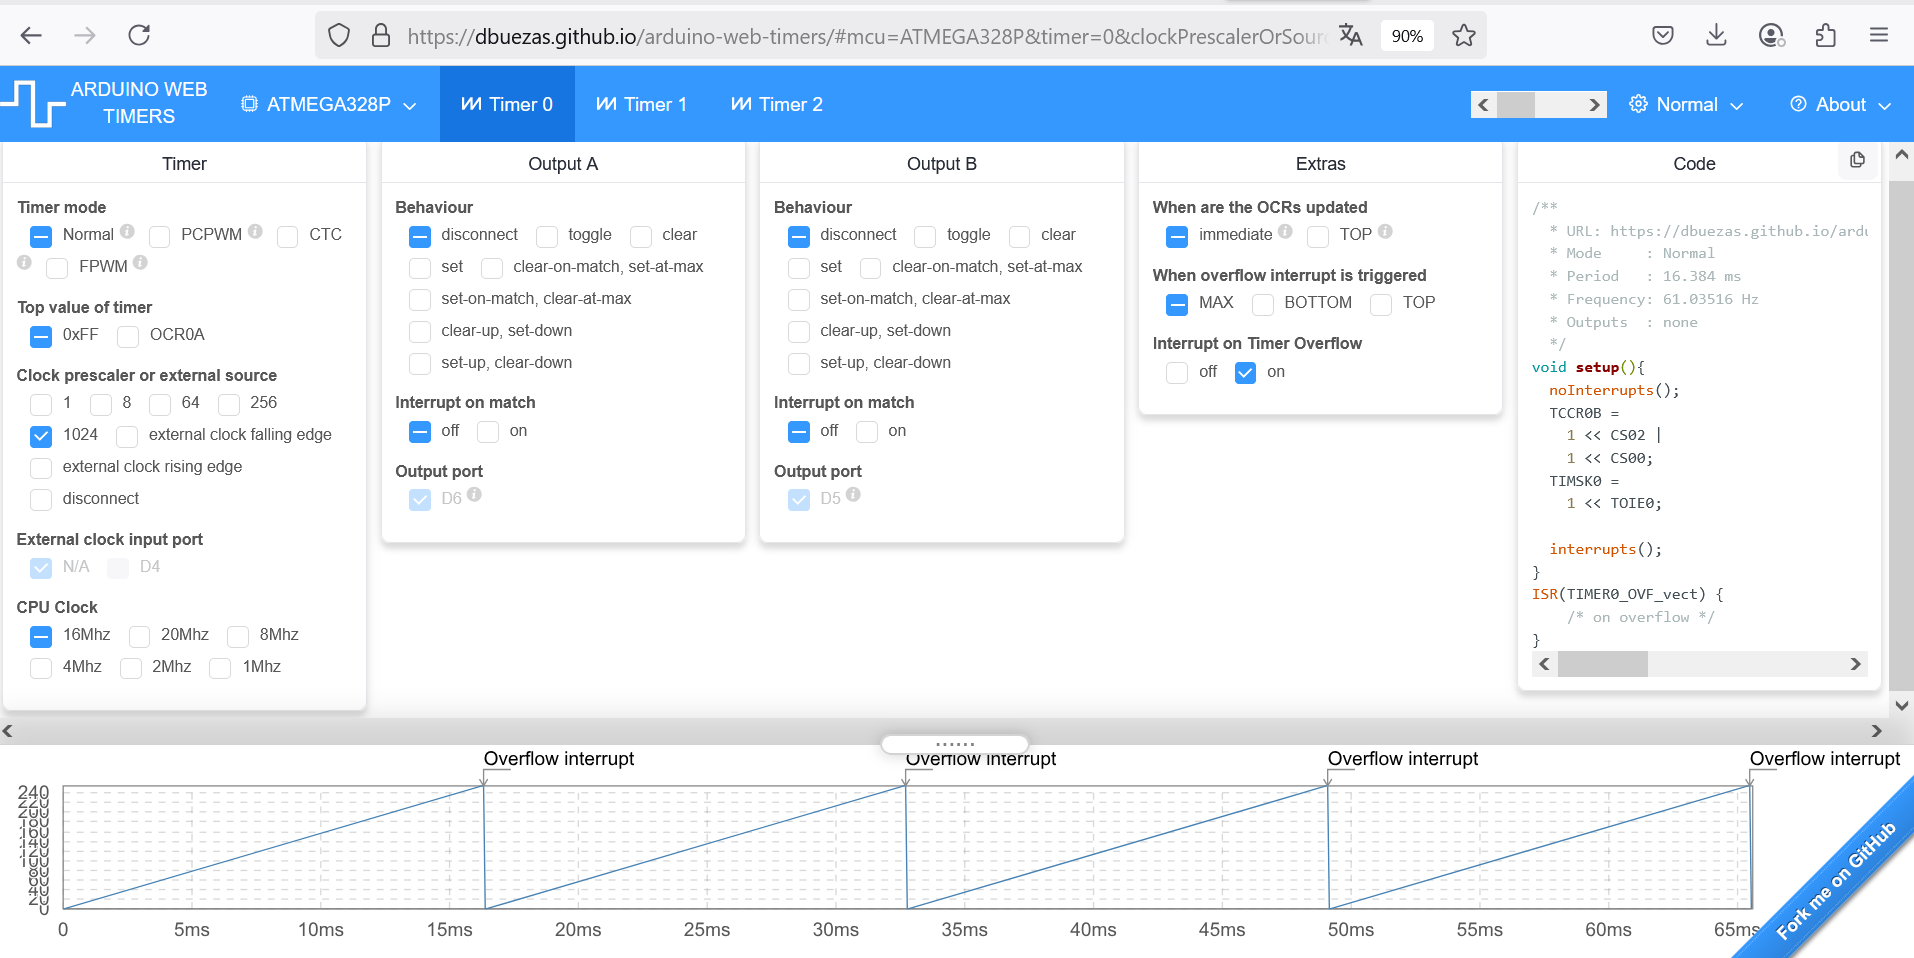 https://dbuezas.github.io/arduino-web-timers/#mcu=ATMEGA328P&timer=0&clockPrescalerOrSour
90%
ARDUINO WEB
TIMERS
ATMEGA328P
Timer 0
Timer 1
Timer 2
Normal
About
Timer
Timer mode
Normal PCPWM CTC
FPWM
Top value of timer
0xFF OCR0A
Clock prescaler or external source
1 8 64 256
1024 external clock falling edge
external clock rising edge
disconnect
External clock input port
N/A D4
CPU Clock
16Mhz 20Mhz 8Mhz
4Mhz 2Mhz 1Mhz
Output A
Behaviour
disconnect toggle clear
set clear-on-match, set-at-max
set-on-match, clear-at-max
clear-up, set-down
set-up, clear-down
Interrupt on match
off on
Output port
D6
Output B
Behaviour
disconnect toggle clear
set clear-on-match, set-at-max
set-on-match, clear-at-max
clear-up, set-down
set-up, clear-down
Interrupt on match
off on
Output port
D5
Extras
When are the OCRs updated
immediate TOP
When overflow interrupt is triggered
MAX BOTTOM TOP
Interrupt on Timer Overflow
off on
Code
/**
* URL: https://dbuezas.github.io/ardu
* Mode : Normal
* Period : 16.384 ms
* Frequency: 61.03516 Hz
* Outputs : none
*/
void setup(){
noInterrupts();
TCCR0B =
1 << CS02 |
1 << CS00;
TIMSK0 =
1 << TOIE0;
interrupts();
}
ISR(TIMER0_OVF_vect) {
/* on overflow */
}
Overflow interrupt Overflow interrupt Overflow interrupt Overflow interrupt
240
220
200
180
160
140
120
100
80
60
40
20
0
0 5ms 10ms 15ms 20ms 25ms 30ms 35ms 40ms 45ms 50ms 55ms 60ms 65ms
Fork me on GitHub